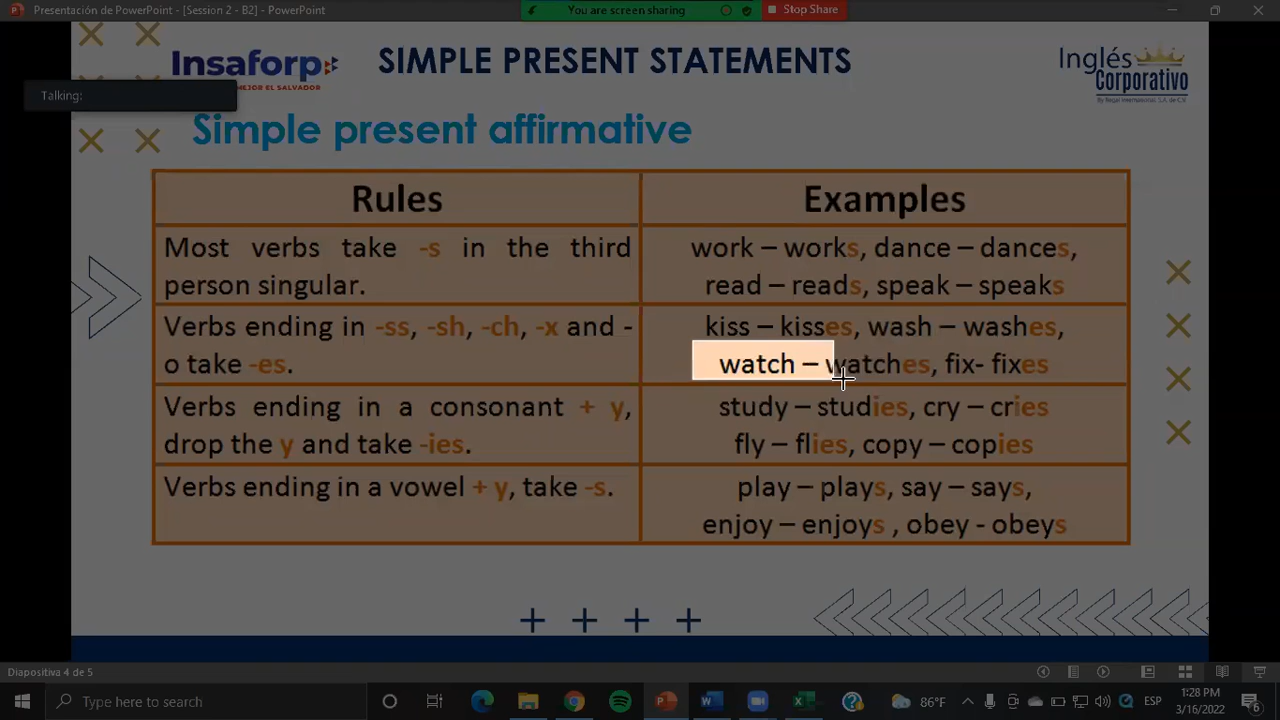 Presentación de PowerPoint - [Session 2 - B2] - PowerPoint
You are screen sharing
Stop Share
Insaforp
MEJOR EL SALVADOR
SIMPLE PRESENT STATEMENTS
Inglés
Corporativo
Talking:
Simple present affirmative
Rules
Examples
Most verbs take -s in the third
person singular.
work – works, dance – dances,
read – reads, speak – speaks
Verbs ending in -ss, -sh, -ch, -x and -
o take -es.
kiss – kisses, wash – washes,
watch – watches, fix- fixes
Verbs ending in a consonant + y,
drop the y and take -ies.
study – studies, cry – cries
fly – flies, copy – copies
Verbs ending in a vowel + y, take -s.
play – plays, say – says,
enjoy – enjoys , obey - obeys
Diapositiva 4 de 5
Type here to search
86°F
ESP
1:28 PM
3/16/2022
6